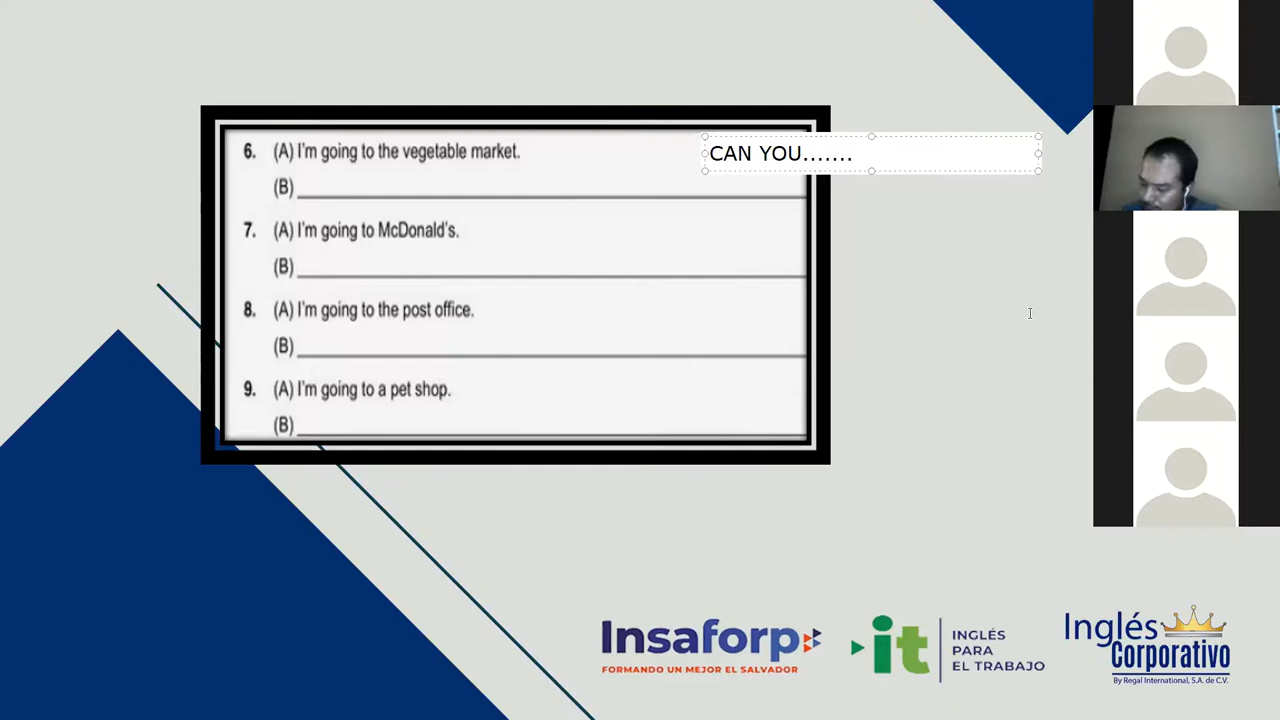 6. (A) I'm going to the vegetable market.
CAN YOU.......
(B)
7. (A) I'm going to McDonald's.
(B)
8. (A) I'm going to the post office.
(B)
9. (A) I'm going to a pet shop.
(B)
Insaforp
FORMANDO UN MEJOR EL SALVADOR
it
INGLÉS
PARA
EL TRABAJO
Inglés
Corporativo
By Regal International, S.A. de C.V.